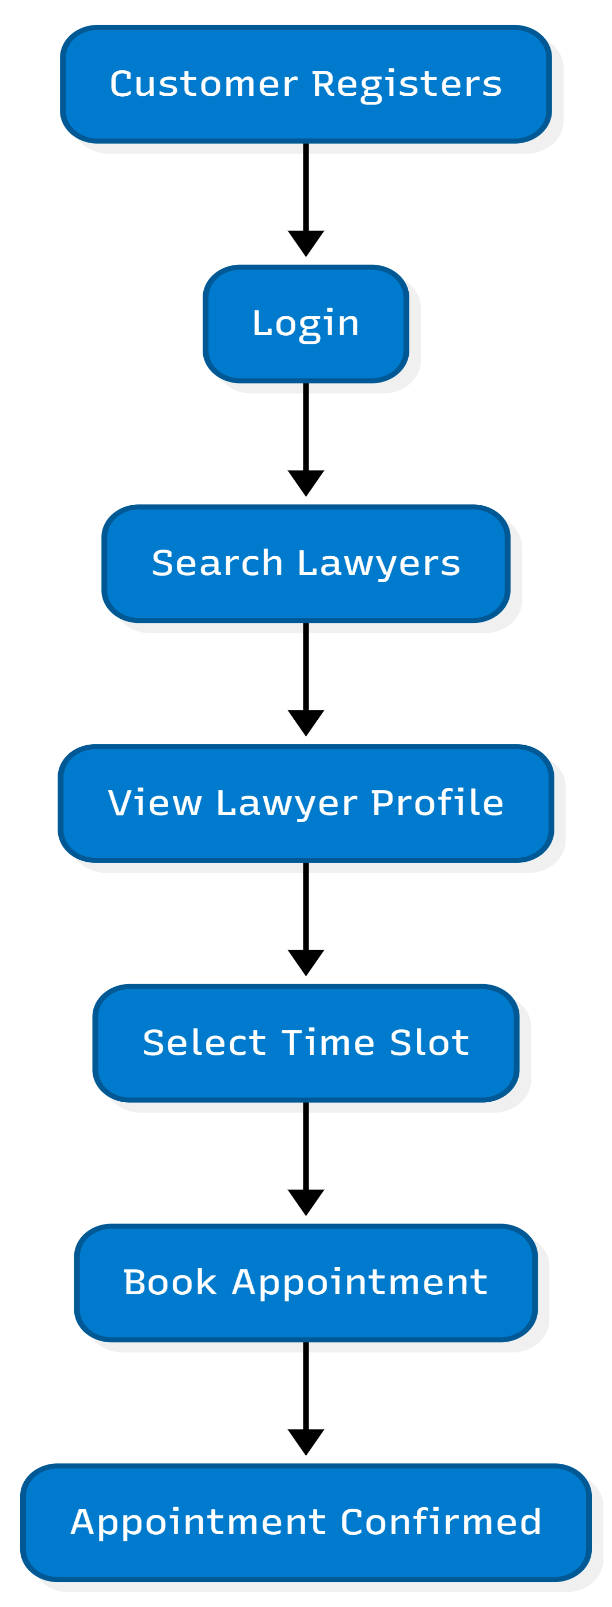 Customer Registers
Login
Search Lawyers
View Lawyer Profile
Select Time Slot
Book Appointment
Appointment Confirmed